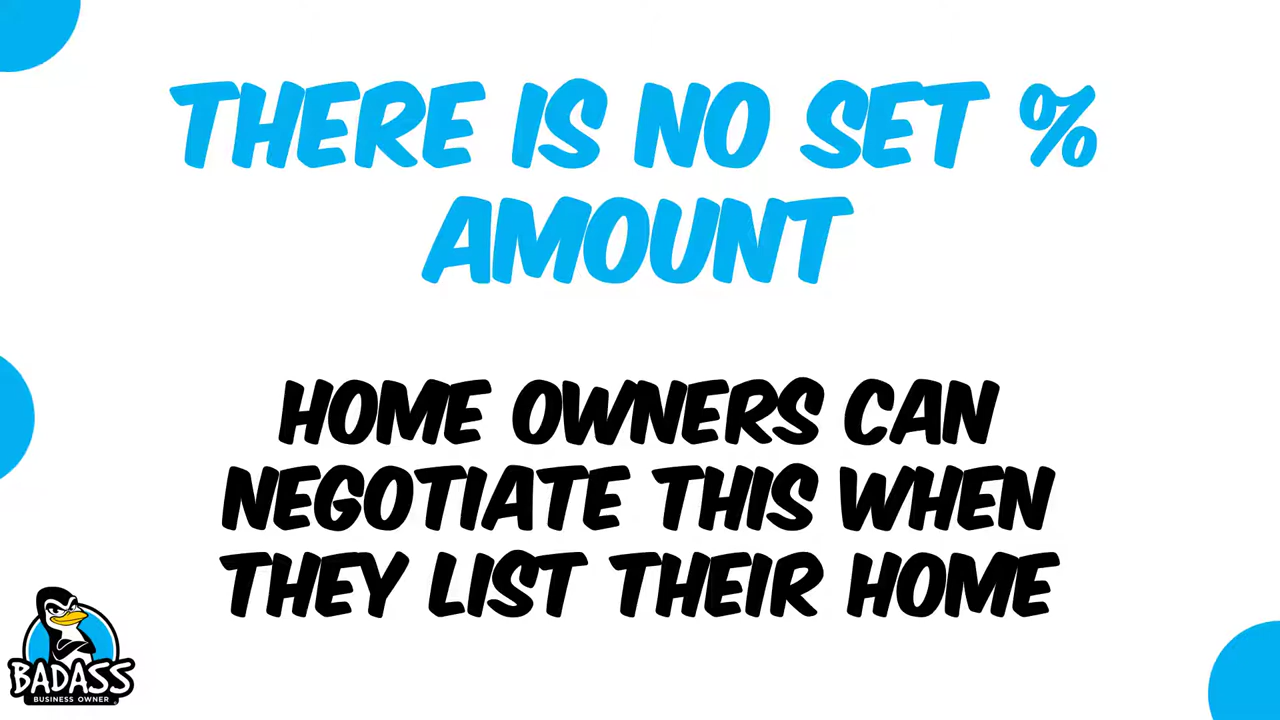 THERE IS NO SET %
AMOUNT
HOME OWNERS CAN
NEGOTIATE THIS WHEN
THEY LIST THEIR HOME
BADASS
BUSINESS OWNER